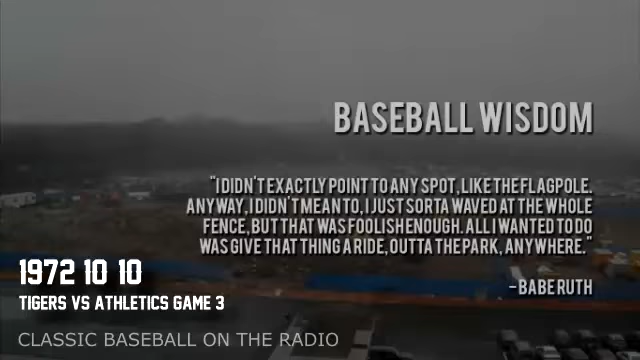 BASEBALL WISDOM
"I DIDN'T EXACTLY POINT TO ANY SPOT, LIKE THE FLAGPOLE.
ANYWAY, I DIDN'T MEAN TO, I JUST SORTA WAVED AT THE WHOLE
FENCE, BUT THAT WAS FOOLISH ENOUGH. ALL I WANTED TO DO
WAS GIVE THAT THING A RIDE, OUTTA THE PARK, ANYWHERE."
- BABE RUTH
1972 10 10
TIGERS VS ATHLETICS GAME 3
CLASSIC BASEBALL ON THE RADIO